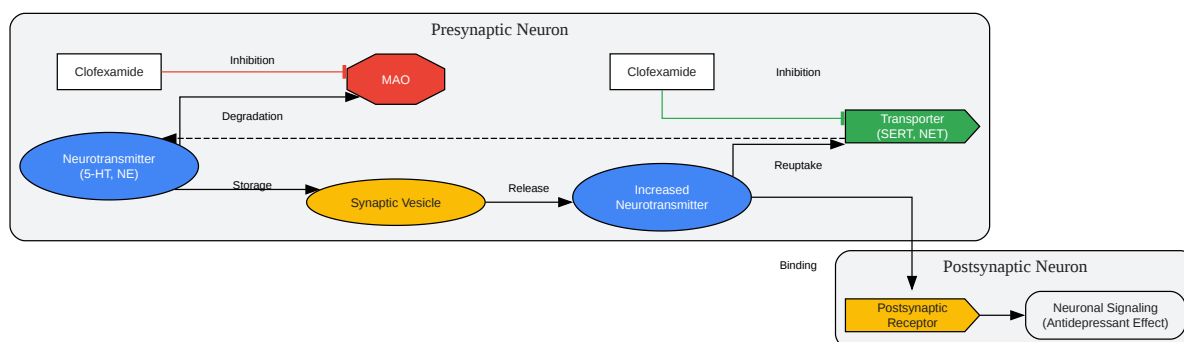 Presynaptic Neuron
Clofexamide
Inhibition
MAO
Clofexamide
Inhibition
Degradation
Transporter
(SERT, NET)
Neurotransmitter
(5-HT, NE)
Reuptake
Storage
Synaptic Vesicle
Release
Increased
Neurotransmitter
Binding
Postsynaptic Neuron
Postsynaptic
Receptor
Neuronal Signaling
(Antidepressant Effect)